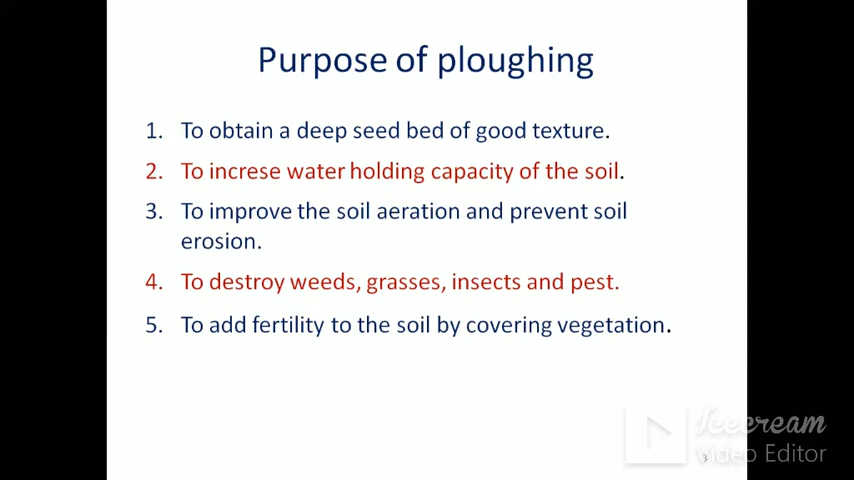 Purpose of ploughing
1. To obtain a deep seed bed of good texture.
2. To increse water holding capacity of the soil.
3. To improve the soil aeration and prevent soil
erosion.
4. To destroy weeds, grasses, insects and pest.
5. To add fertility to the soil by covering vegetation.
Icecream
3
Video Editor